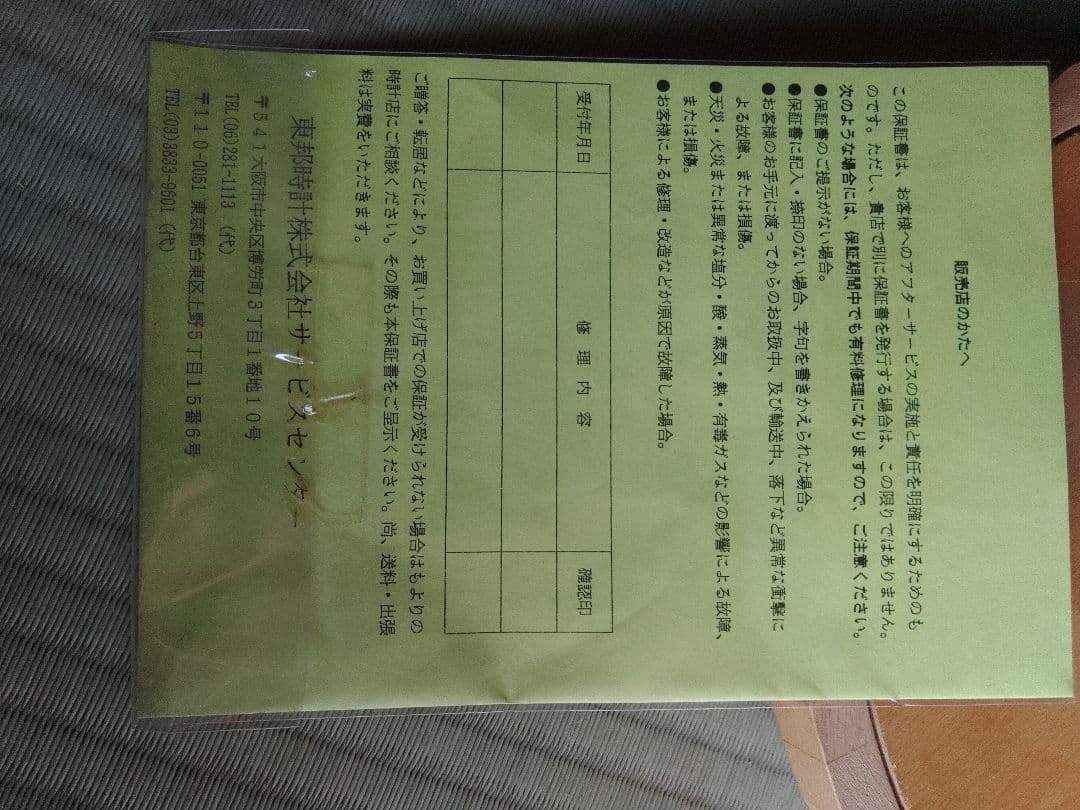 販売店のかたへ
この保証書は、お客様へのアフターサービスの実施と責任を明確にするためのも
のです。ただし、貴店で別に保証書を発行する場合は、この限りではありません。
次のような場合には、保証期間中でも有料修理になりますので、ご注意ください。
●保証書のご提示がない場合。
●保証書に記入・捺印のない場合、字句を書きかえられた場合。
●お客様のお手元に渡ってからのお取扱中、及び輸送中、落下など異常な衝撃に
よる故障、または損傷。
●天災・火災または異常な塩分・酸・蒸気・熱・有毒ガスなどの影響による故障、
または損傷。
●お客様による修理・改造などが原因で故障した場合。
受付年月日 修理内容 確認印
ご贈答・転居などにより、お買い上げ店での保証が受けられない場合はもよりの
時計店にご相談ください。その際も本保証書をご呈示ください。尚、送料・出張
料は実費をいただきます。
東邦時計株式会社サービスセンター
〒541大阪市中央区博労町3丁目1番地10号
TEL(06)281-1113（代）
〒110-0051 東京都台東区上野5丁目15番6号
TEL(03)3833-9601（代）